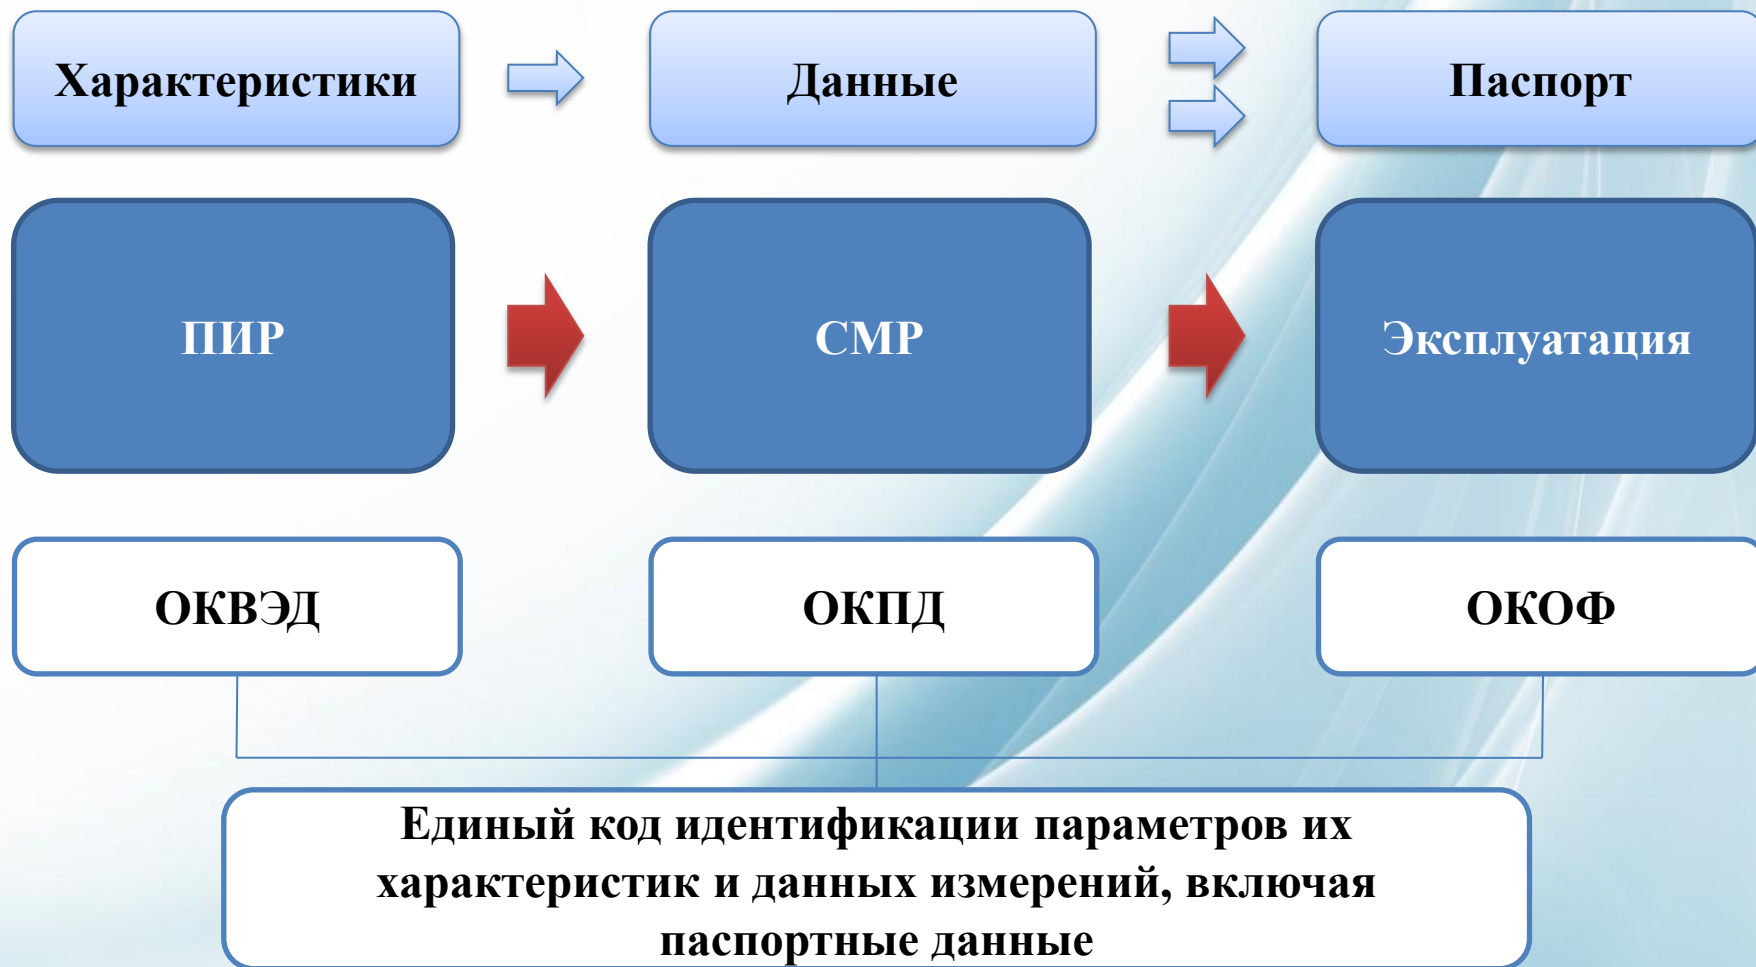 Характеристики
Данные
Паспорт
ПИР
СМР
Эксплуатация
ОКВЭД
ОКПД
ОКОФ
Единый код идентификации параметров их
характеристик и данных измерений, включая
паспортные данные